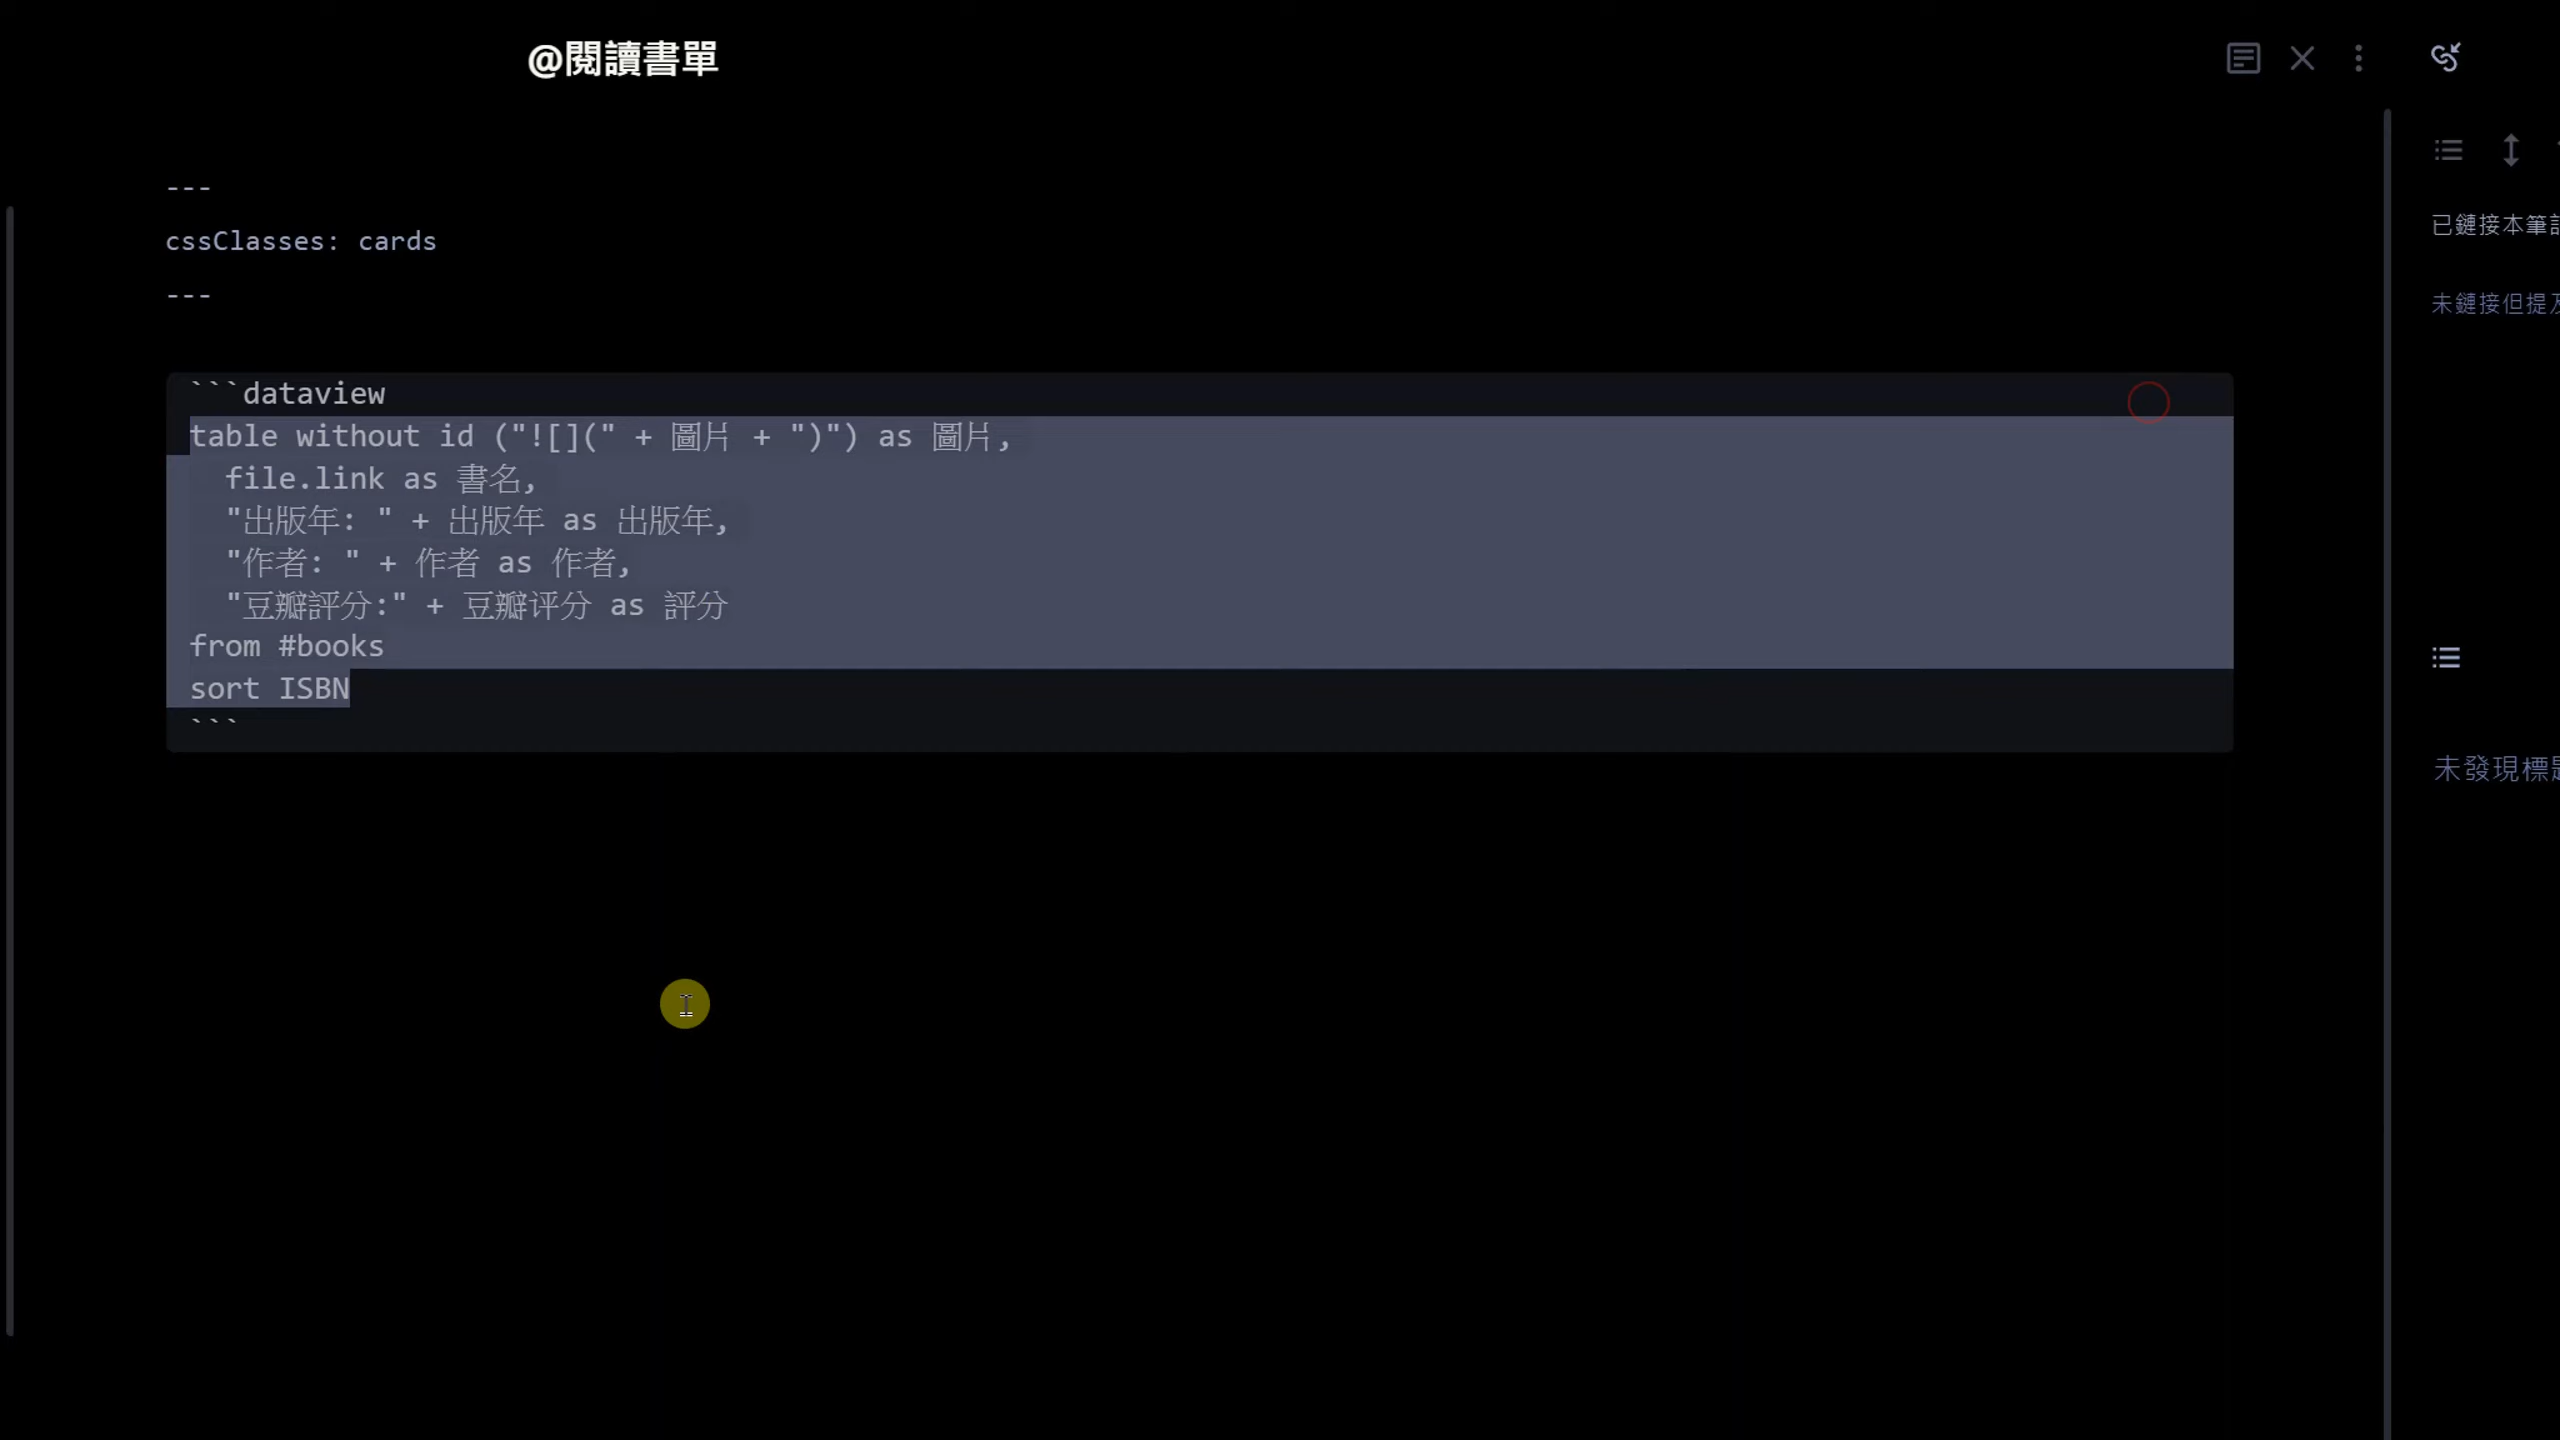 @閱讀書單
---
cssClasses: cards
---
```dataview
table without id ("![](" + 圖片 + ")") as 圖片,
  file.link as 書名,
  "出版年: " + 出版年 as 出版年,
  "作者: " + 作者 as 作者,
  "豆瓣評分:" + 豆瓣评分 as 評分
from #books
sort ISBN
```
已鏈接本筆
未鏈接但提
未發現標